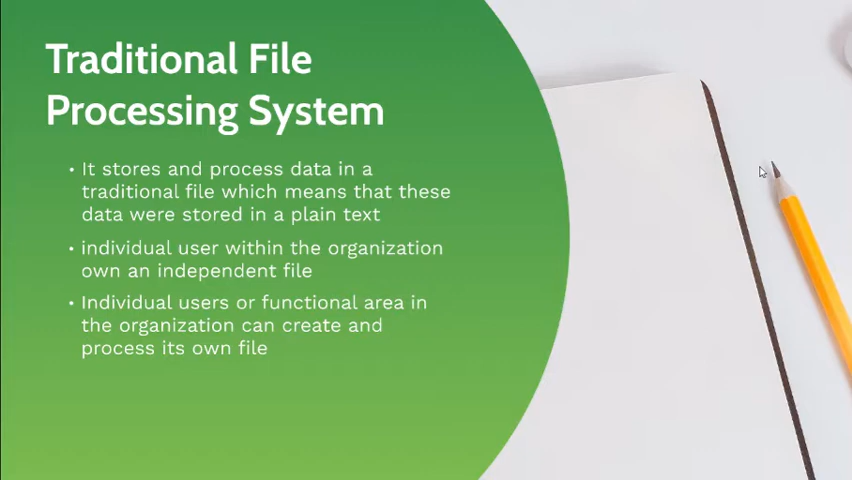 Traditional File
Processing System
• It stores and process data in a
traditional file which means that these
data were stored in a plain text
• individual user within the organization
own an independent file
• Individual users or functional area in
the organization can create and
process its own file